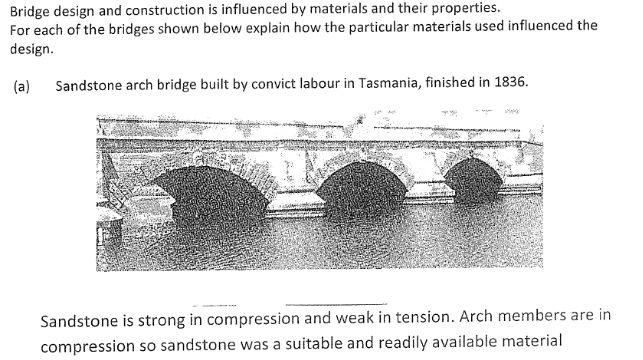 Bridge design and construction is influenced by materials and their properties.
For each of the bridges shown below explain how the particular materials used influenced the
design.
(a) Sandstone arch bridge built by convict labour in Tasmania, finished in 1836.
Sandstone is strong in compression and weak in tension. Arch members are in
compression so sandstone was a suitable and readily available material